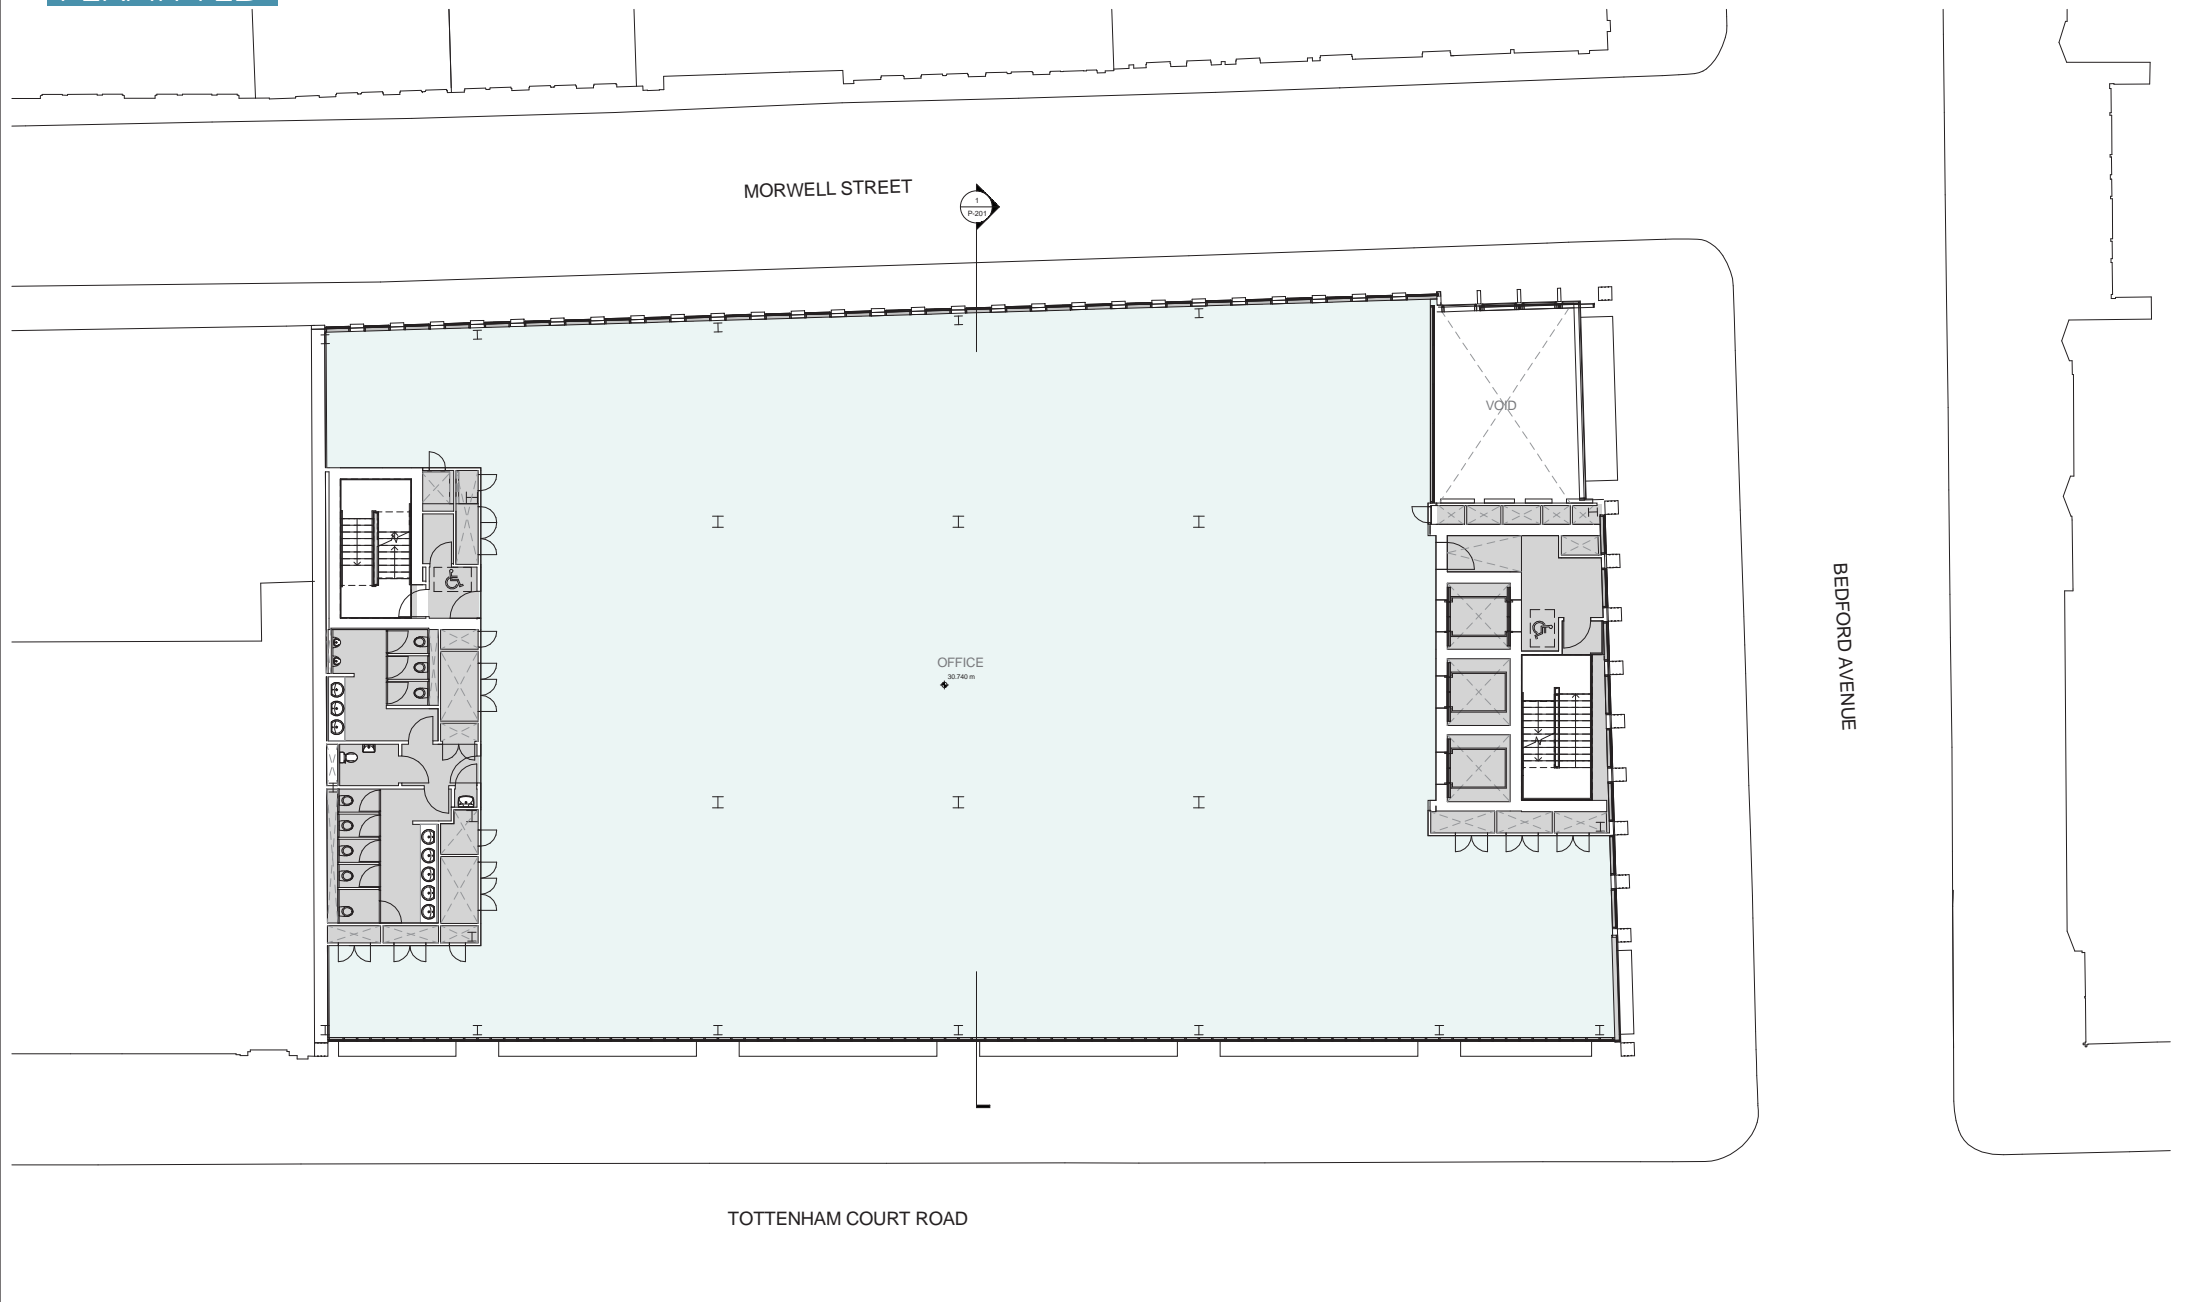 MORWELL STREET
1
P-201
VOID
BEDFORD AVENUE
OFFICE
30.740 m
TOTTENHAM COURT ROAD